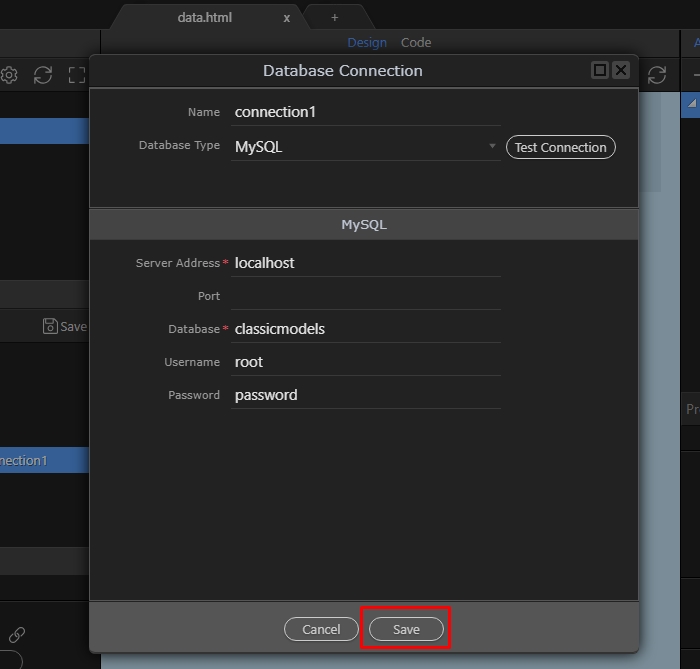 data.html x +
Design Code
A
Database Connection
Name connection1
Database Type MySQL Test Connection
MySQL
Server Address * localhost
Port
Save
Database * classicmodels
Username root
Password password
Pr
nection1
Cancel Save